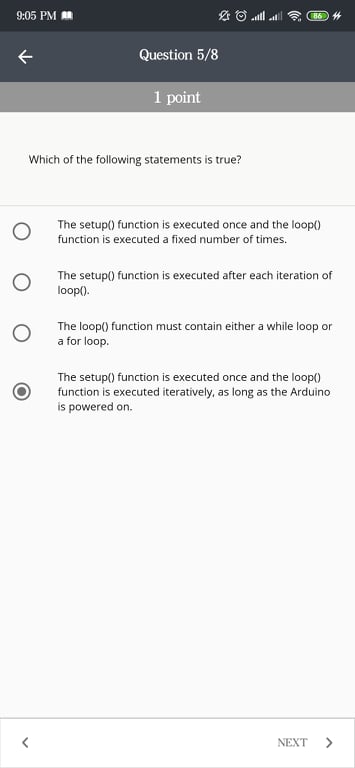 9:05 PM
86
Question 5/8
1 point
Which of the following statements is true?
The setup() function is executed once and the loop()
function is executed a fixed number of times.
The setup() function is executed after each iteration of
loop().
The loop() function must contain either a while loop or
a for loop.
The setup() function is executed once and the loop()
function is executed iteratively, as long as the Arduino
is powered on.
NEXT